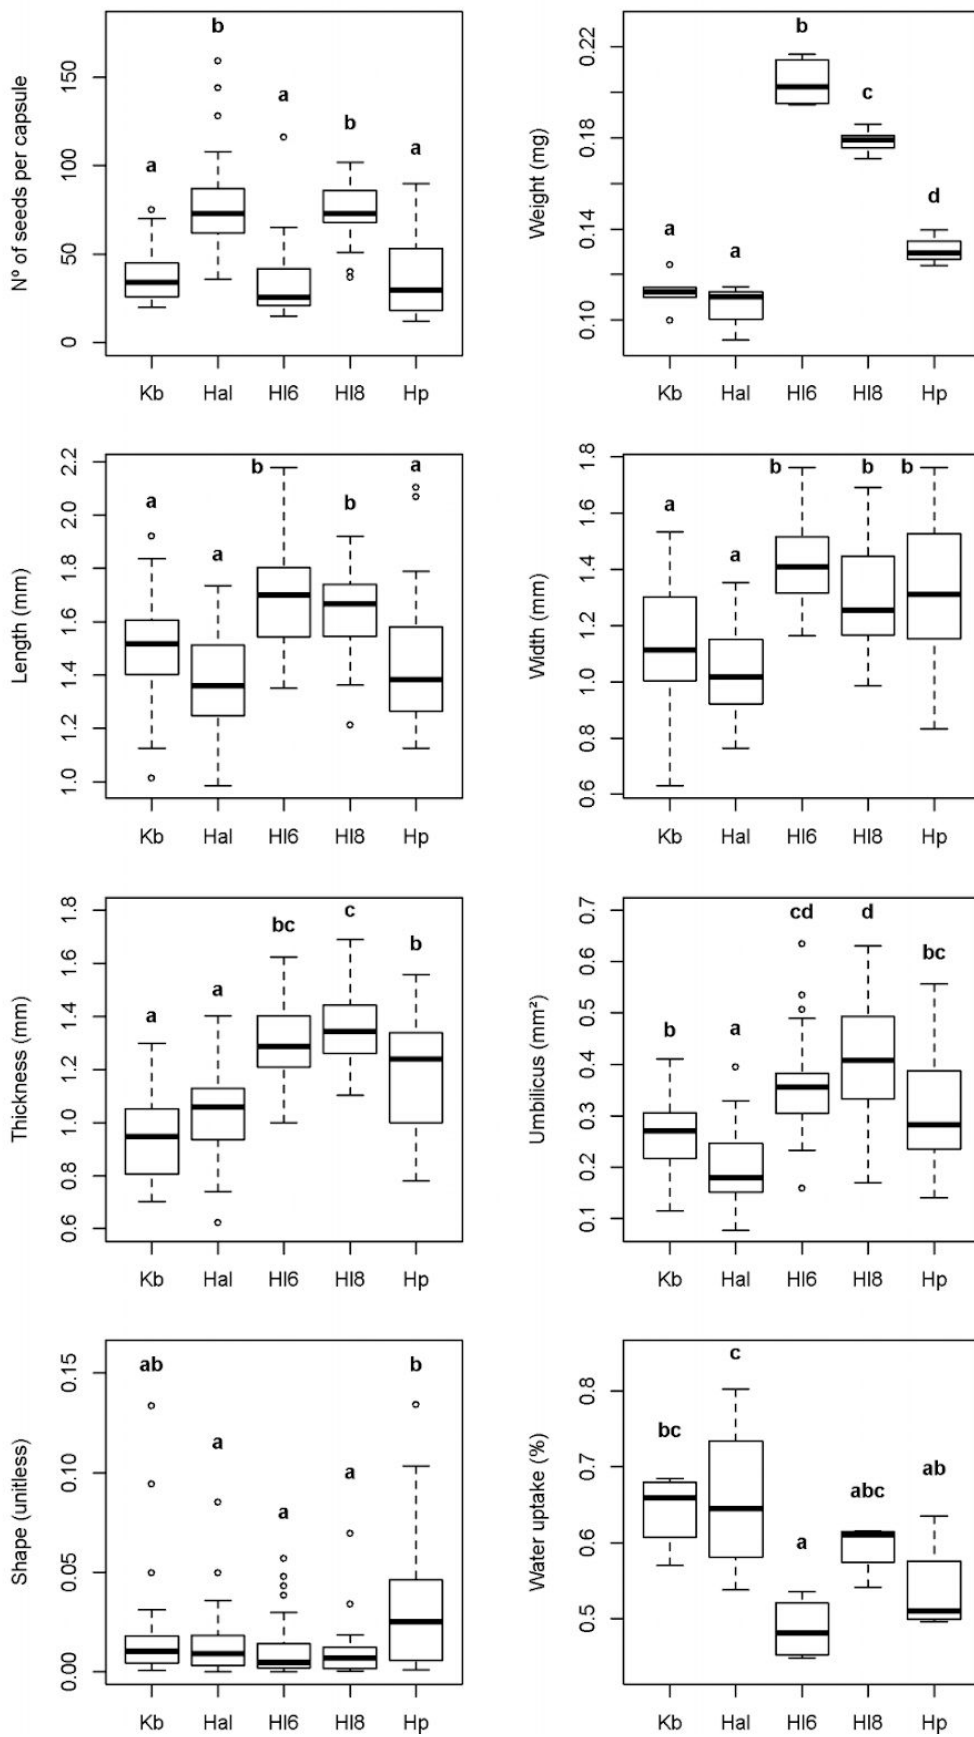 Nº of seeds per capsule
150
100
50
0
a
b
a
b
a
Kb Hal Hl6 Hl8 Hp
Weight (mg)
0.22
0.18
0.14
0.10
a
a
b
c
d
Kb Hal Hl6 Hl8 Hp
Length (mm)
2.2
2.0
1.8
1.6
1.4
1.2
1.0
a
a
b
b
a
Kb Hal Hl6 Hl8 Hp
Width (mm)
1.8
1.6
1.4
1.2
1.0
0.8
0.6
a
a
b
b
b
Kb Hal Hl6 Hl8 Hp
Thickness (mm)
1.8
1.6
1.4
1.2
1.0
0.8
0.6
a
a
bc
c
b
Kb Hal Hl6 Hl8 Hp
Umbilicus (mm²)
0.7
0.6
0.5
0.4
0.3
0.2
0.1
b
a
cd
d
bc
Kb Hal Hl6 Hl8 Hp
Shape (unitless)
0.15
0.10
0.05
0.00
ab
a
a
a
b
Kb Hal Hl6 Hl8 Hp
Water uptake (%)
0.8
0.7
0.6
0.5
bc
c
a
abc
ab
Kb Hal Hl6 Hl8 Hp